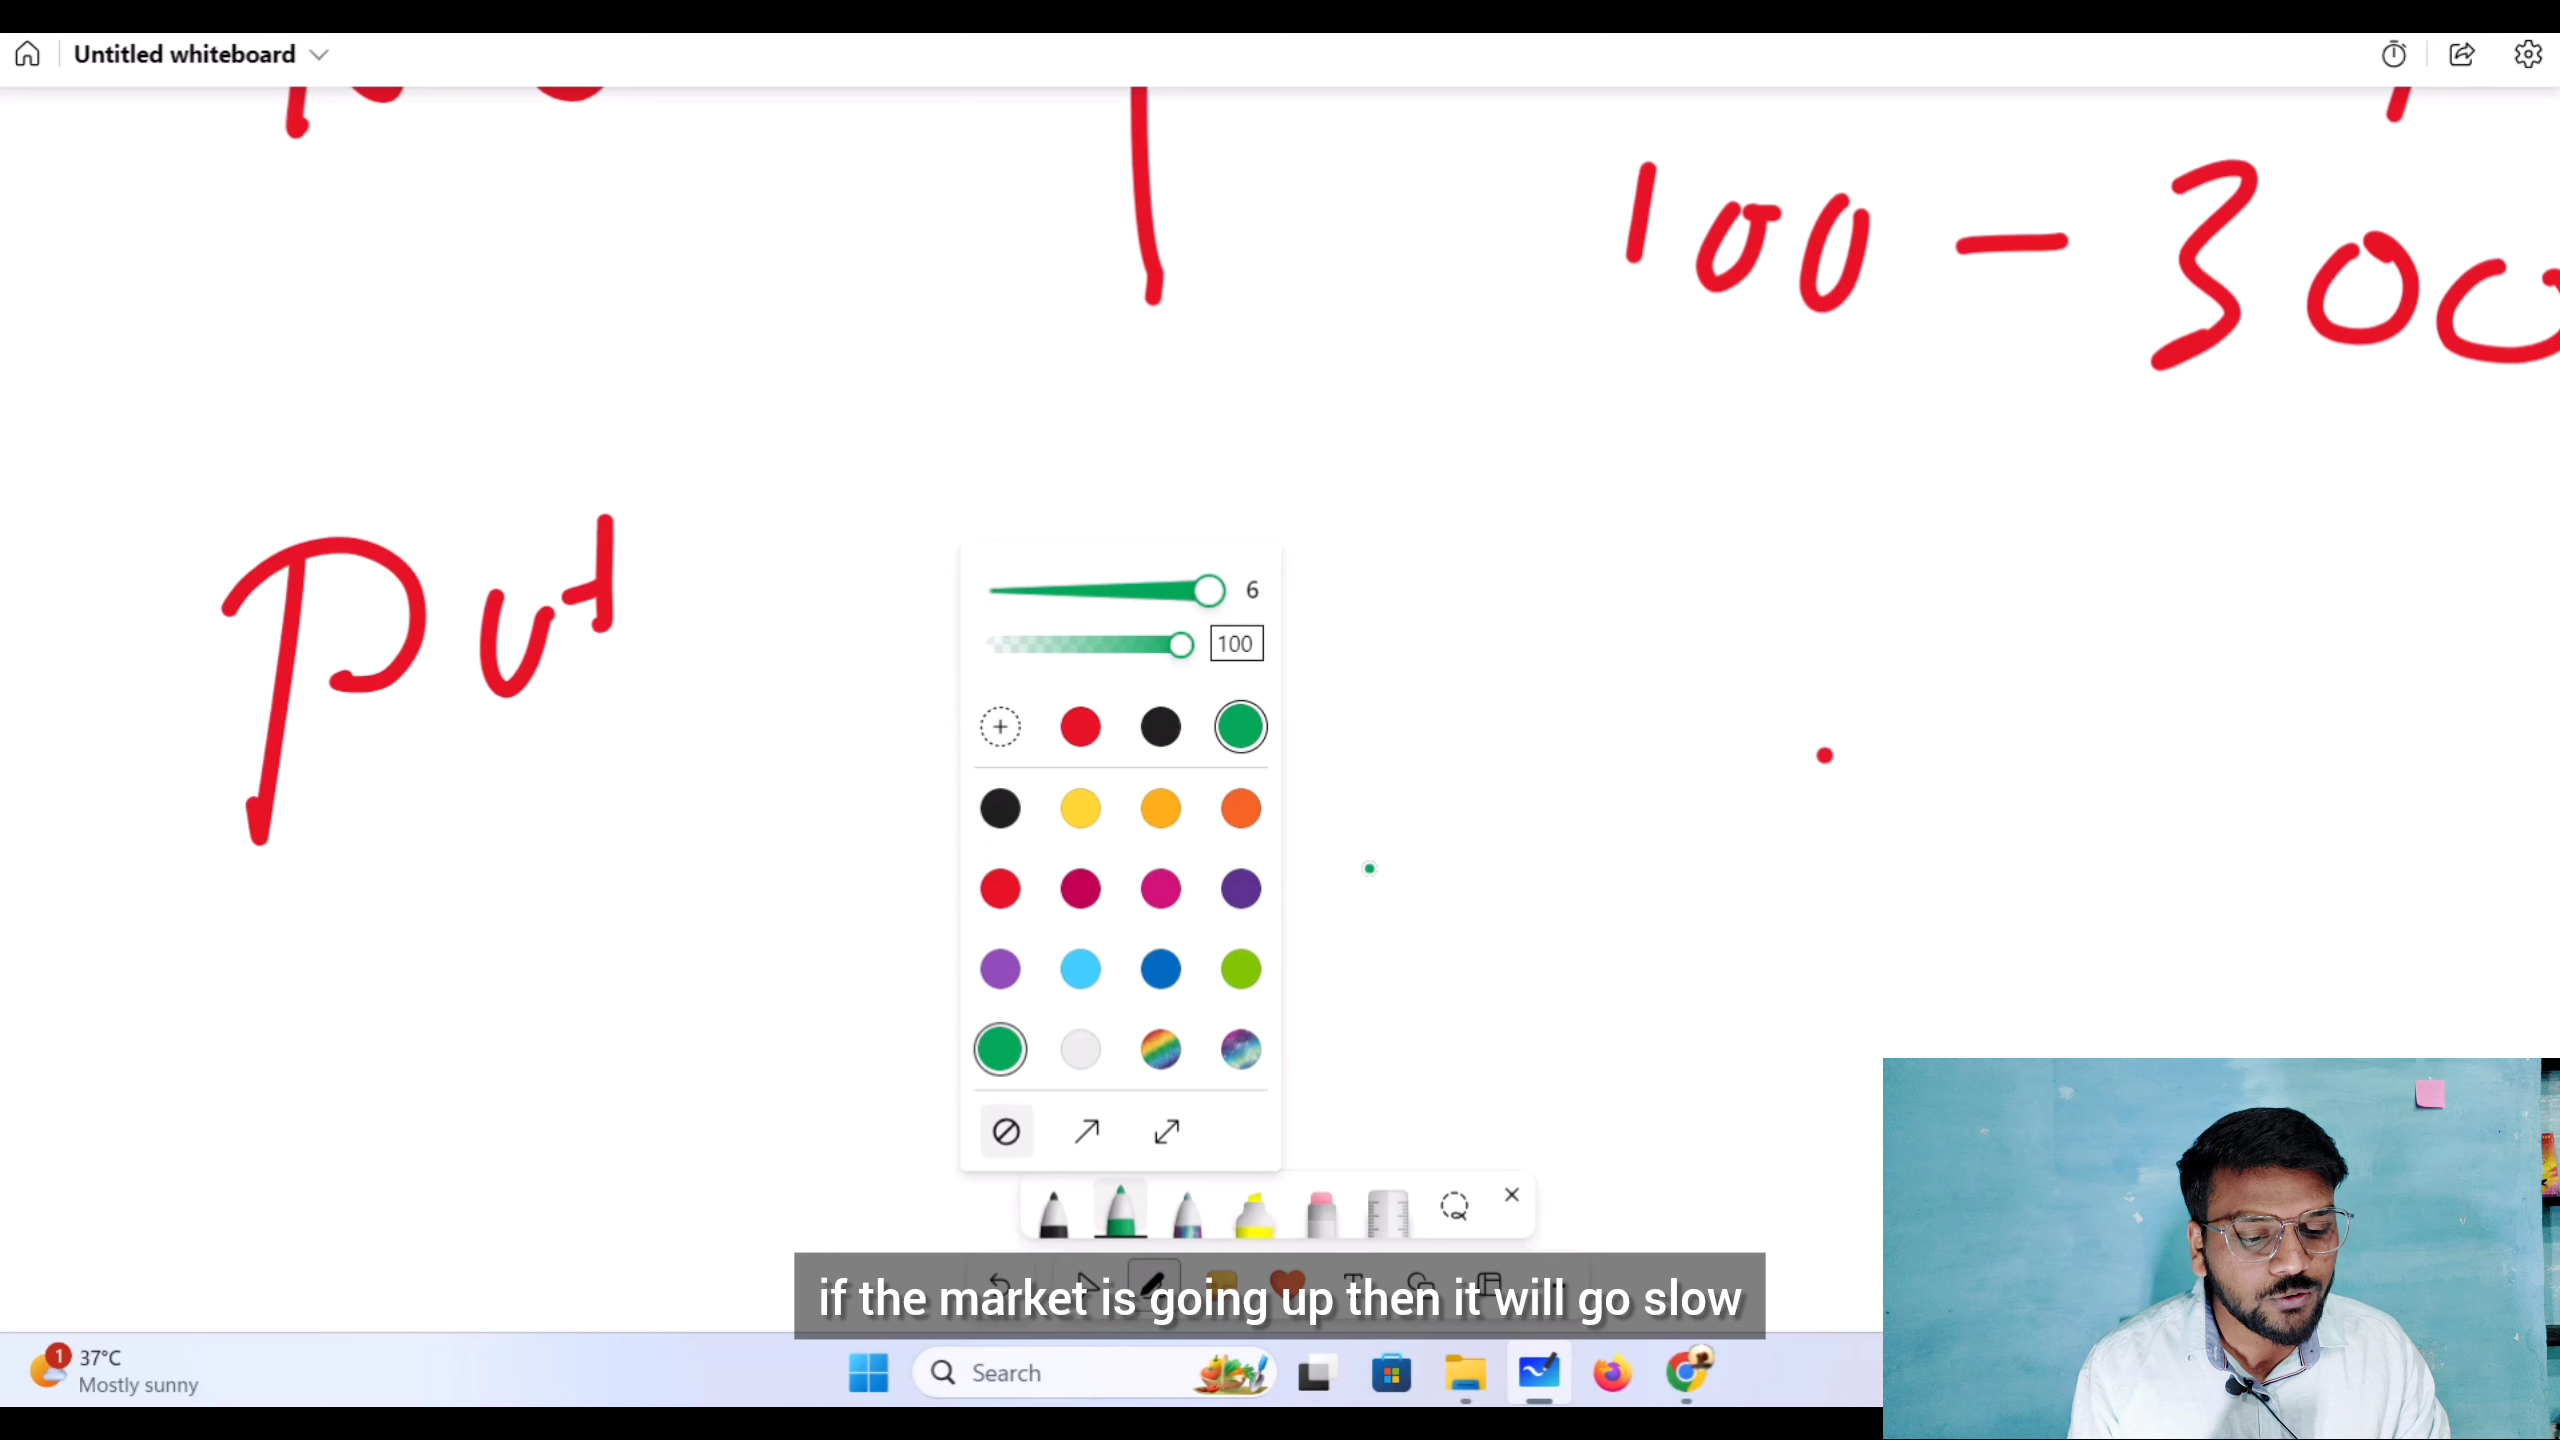 Untitled whiteboard
100 - 300
Put
6
100
if the market is going up then it will go slow
1
37°C
Mostly sunny
Search